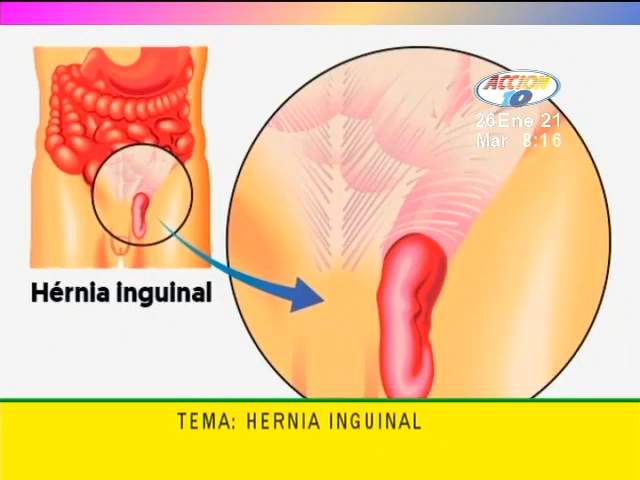 ACCION
10
26Ene 21
Mar 8:16
Hérnia inguinal
TEMA: HERNIA INGUINAL